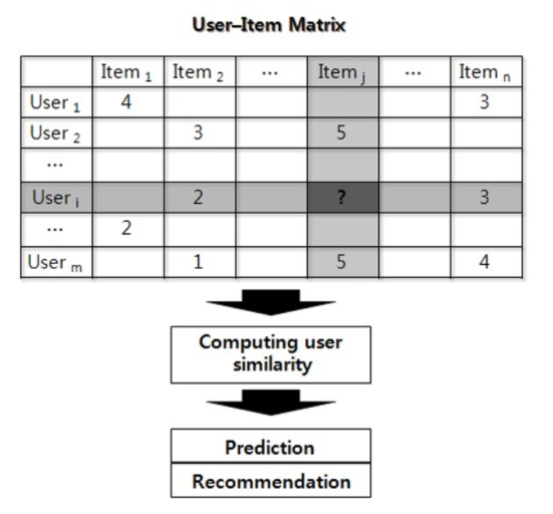 User–Item Matrix
Item 1 Item 2 ... Item j ... Item n
User 1 4 3
User 2 3 5
...
User i 2 ? 3
... 2
User m 1 5 4
Computing user
similarity
Prediction
Recommendation